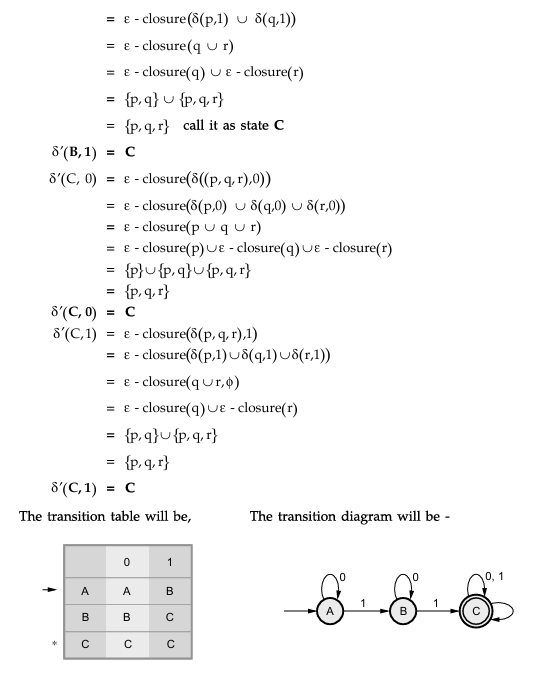 = ε - closure(δ(p,1) ∪ δ(q,1))
= ε - closure(q ∪ r)
= ε - closure(q) ∪ ε - closure(r)
= {p, q} ∪ {p, q, r}
= {p, q, r} call it as state C
δ′(B, 1) = C
δ′(C, 0) = ε - closure(δ((p, q, r),0))
= ε - closure(δ(p,0) ∪ δ(q,0) ∪ δ(r,0))
= ε - closure(p ∪ q ∪ r)
= ε - closure(p)∪ε - closure(q)∪ε - closure(r)
= {p}∪{p, q}∪{p, q, r}
= {p, q, r}
δ′(C, 0) = C
δ′(C,1) = ε - closure(δ(p, q, r),1)
= ε - closure(δ(p,1)∪δ(q,1)∪δ(r,1))
= ε - closure(q ∪ r,ϕ)
= ε - closure(q)∪ε - closure(r)
= {p, q}∪{p, q, r}
= {p, q, r}
δ′(C, 1) = C
The transition table will be,
0 1
A A B
B B C
* C C C
The transition diagram will be -
0 0 0, 1
A 1 B 1 C